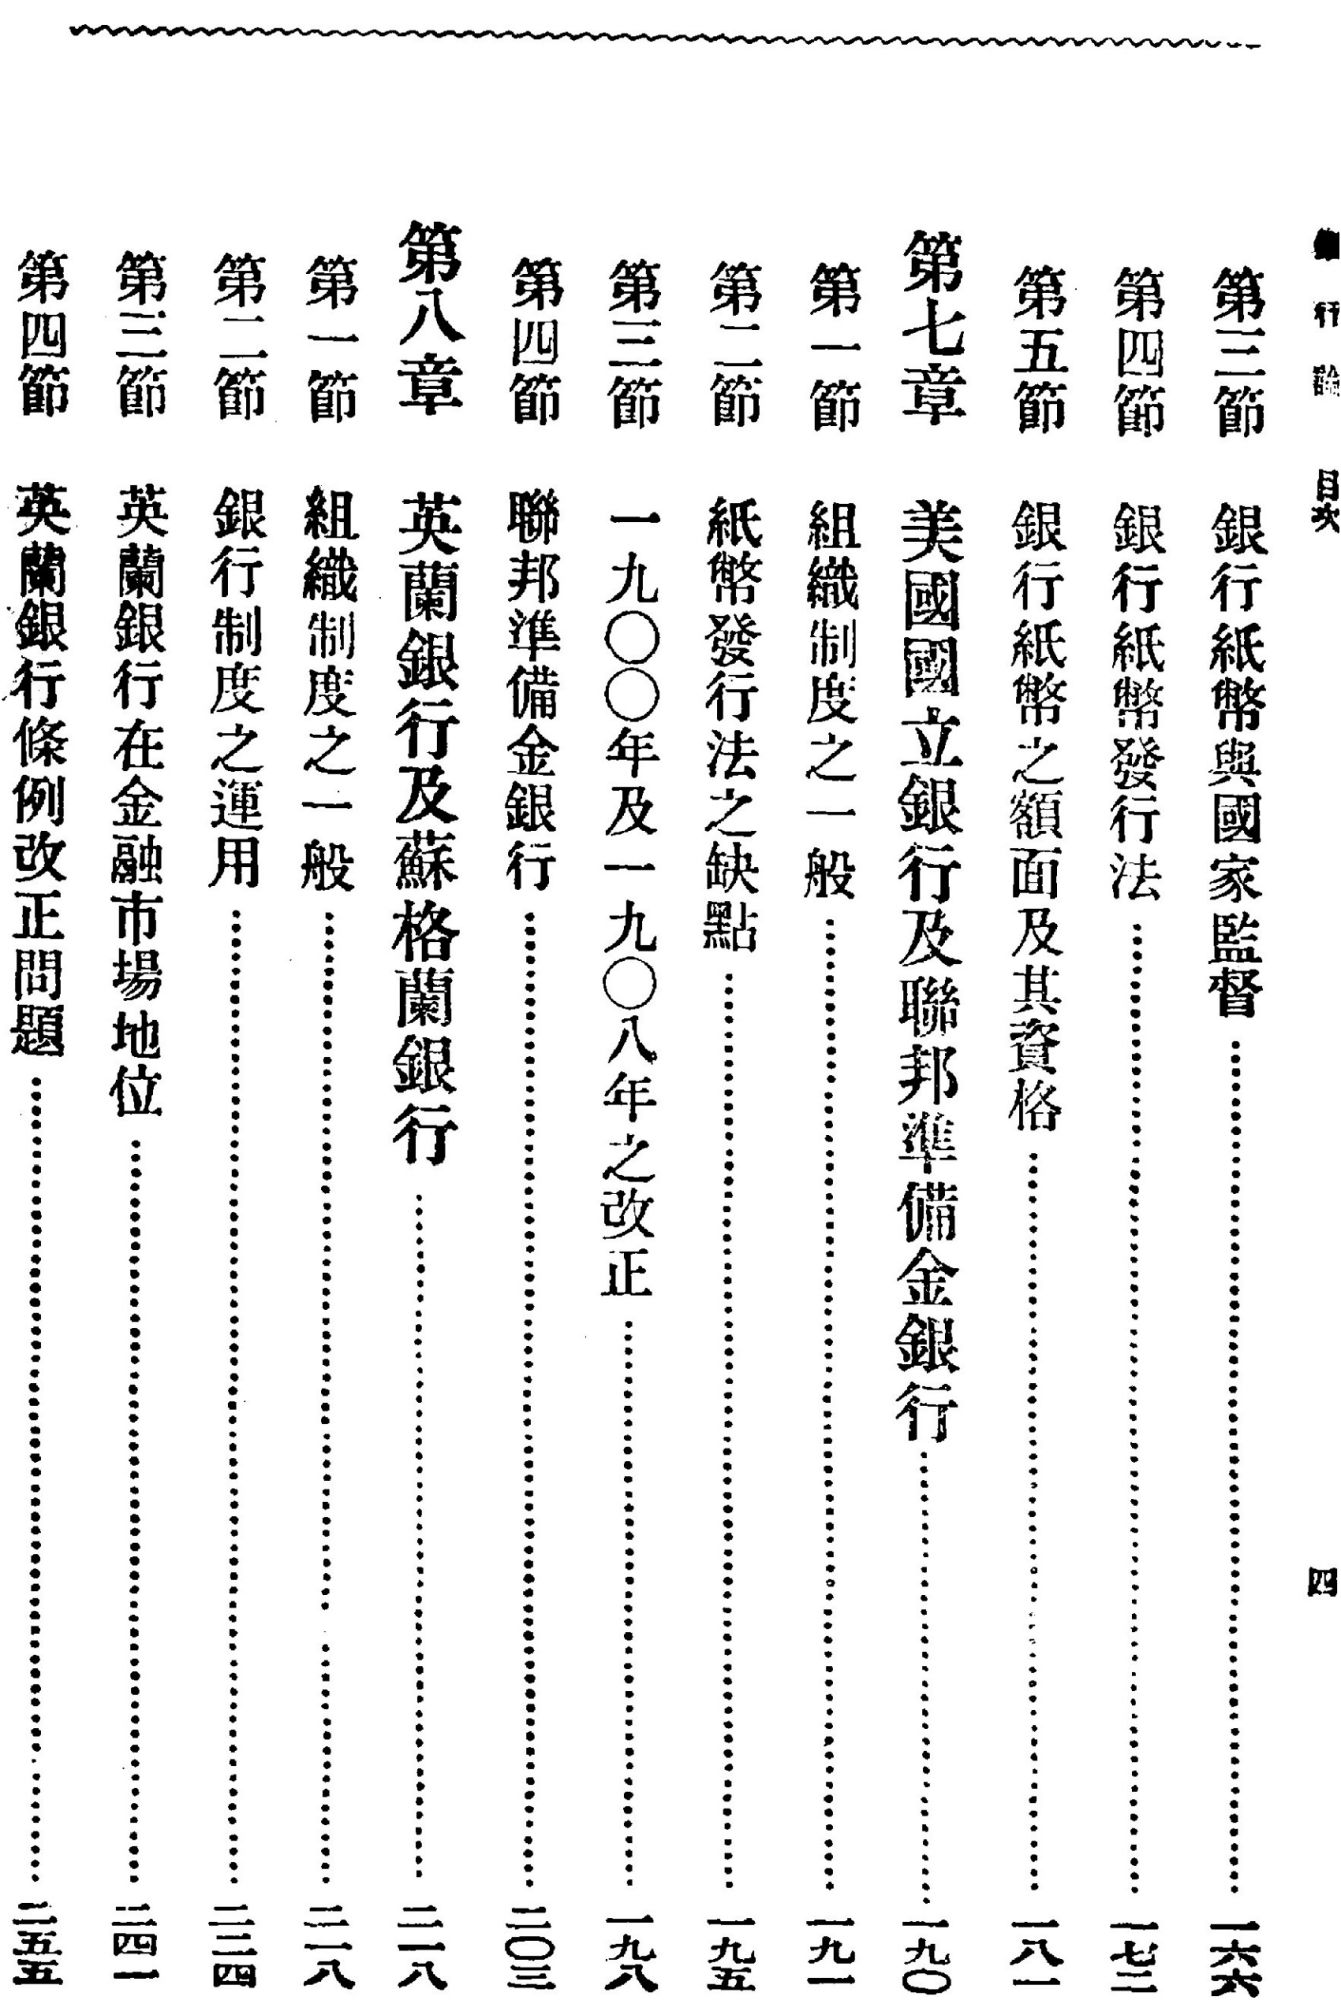 銀行論 目次 四
第三節 銀行紙幣與國家監督……一六六
第四節 銀行紙幣發行法……一七二
第五節 銀行紙幣之額面及其資格……一八一
第七章 美國國立銀行及聯邦準備金銀行……一九〇
第一節 組織制度之一般……一九一
第二節 紙幣發行法之缺點……一九五
第三節 一九〇〇年及一九〇八年之改正……一九八
第四節 聯邦準備金銀行……二〇三
第八章 英蘭銀行及蘇格蘭銀行……二一八
第一節 組織制度之一般……二一八
第二節 銀行制度之運用……二二四
第三節 英蘭銀行在金融市場地位……二四一
第四節 英蘭銀行條例改正問題……二五五